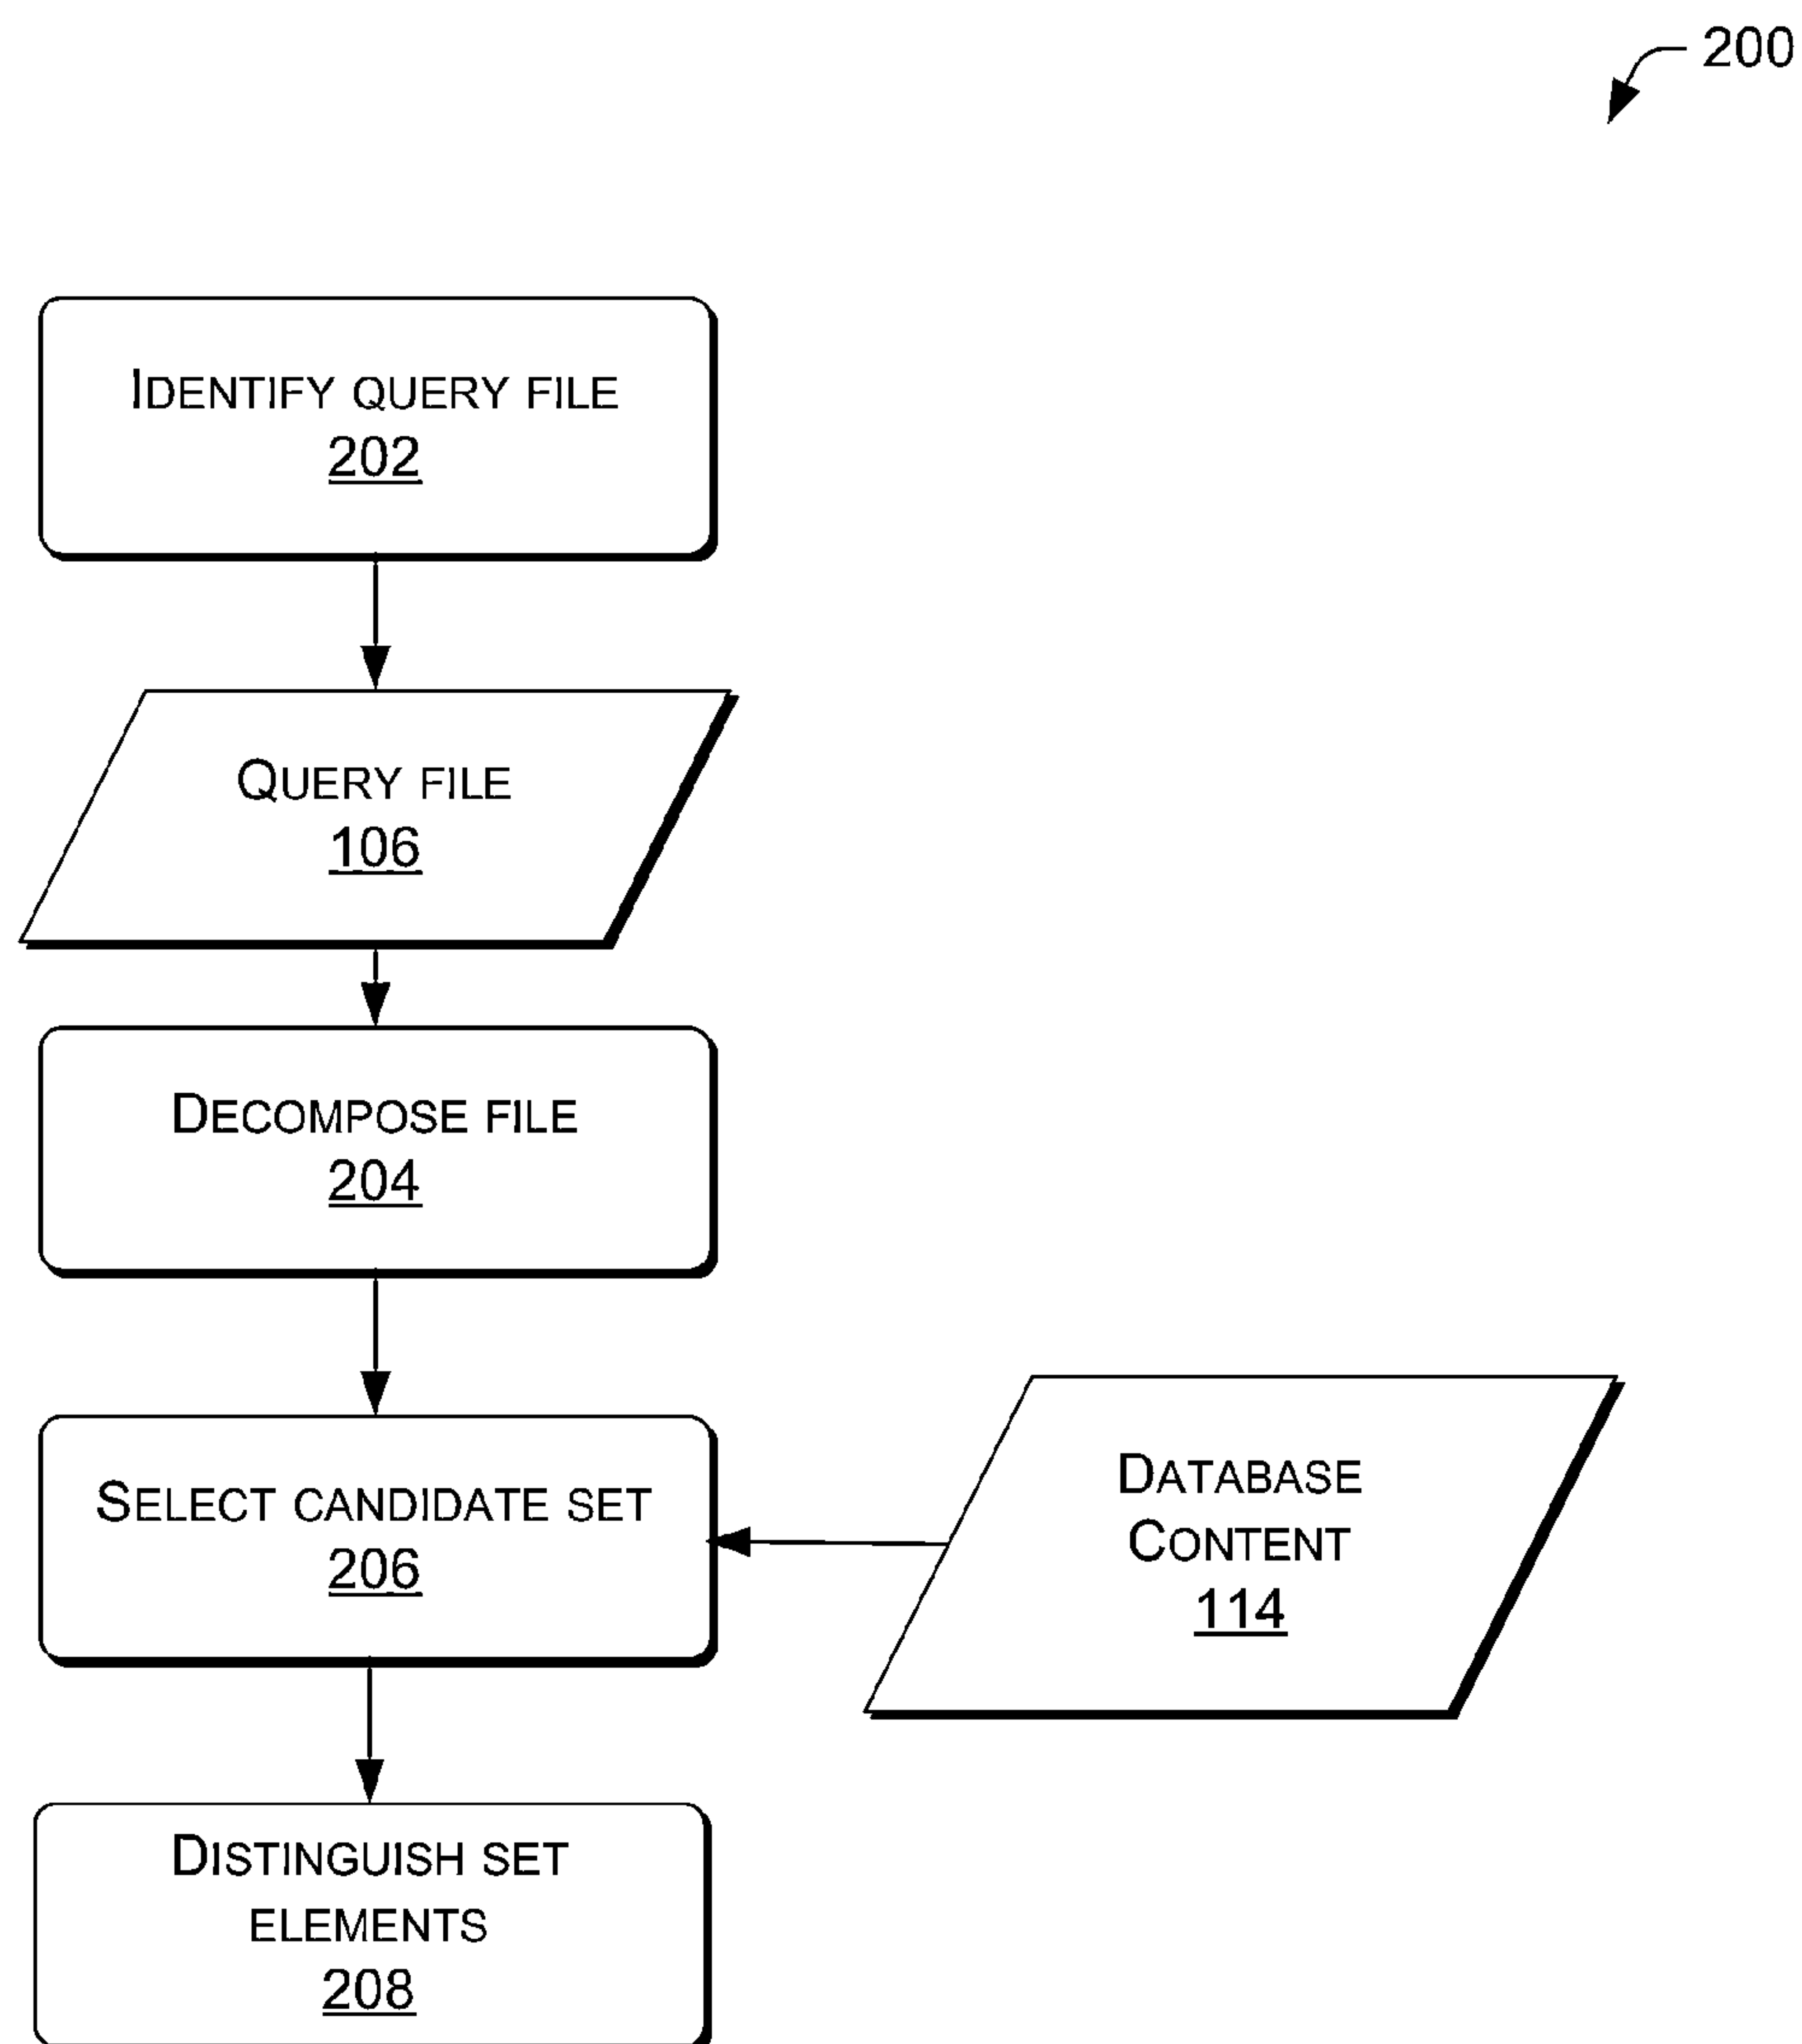 200
IDENTIFY QUERY FILE
202
QUERY FILE
106
DECOMPOSE FILE
204
SELECT CANDIDATE SET
206
DATABASE
CONTENT
114
DISTINGUISH SET
ELEMENTS
208